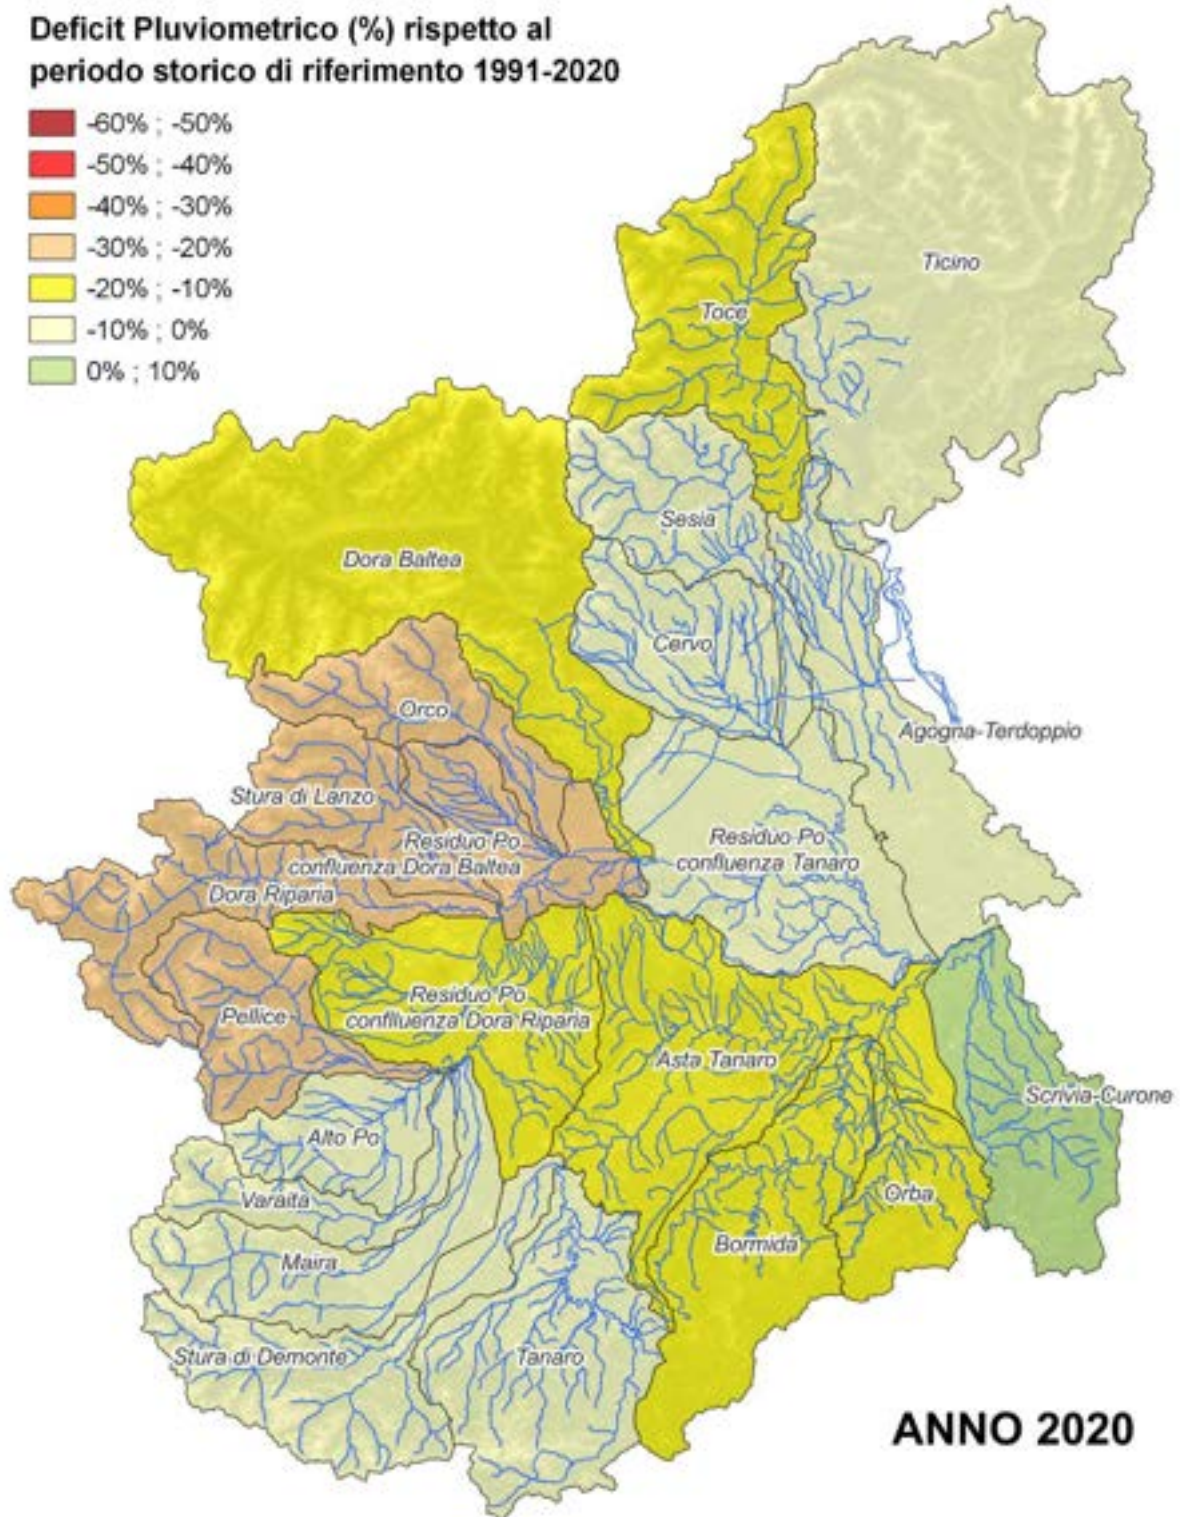 Deficit Pluviometrico (%) rispetto al
periodo storico di riferimento 1991-2020
-60% ; -50%
-50% ; -40%
-40% ; -30%
-30% ; -20%
-20% ; -10%
-10% ; 0%
0% ; 10%
Ticino
Toce
Sesia
Dora Baltea
Cervo
Orco
Agogna-Terdoppio
Stura di Lanzo
Residuo Po
confluenza Dora Baltea
Residuo Po
confluenza Tanaro
Dora Riparia
Residuo Po
conflluenza Dora Riparia
Pellice
Asta Tanaro
Scrivia-Curone
Alto Po
Varaita
Orba
Bormida
Maira
Stura di Demonte
Tanaro
ANNO 2020